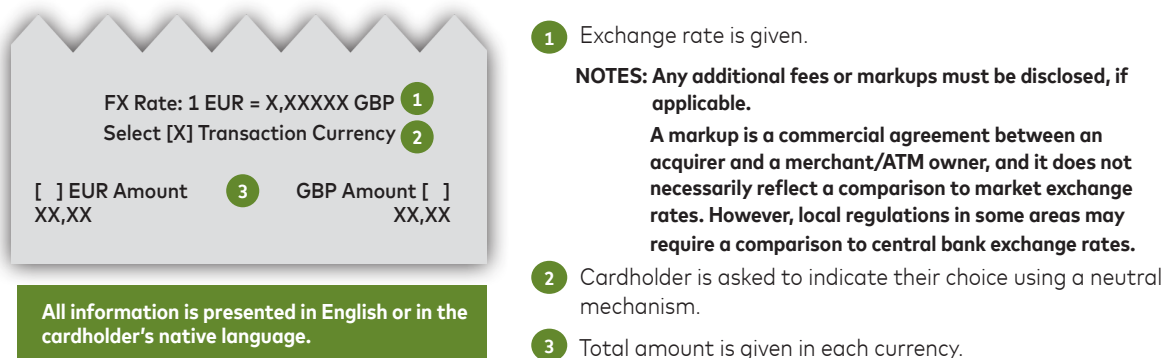 FX Rate: 1 EUR = X,XXXXX GBP 1
Select [X] Transaction Currency 2
[ ] EUR Amount 3 GBP Amount [ ]
XX,XX XX,XX
All information is presented in English or in the
cardholder's native language.
1 Exchange rate is given.
NOTES: Any additional fees or markups must be disclosed, if
applicable.
A markup is a commercial agreement between an
acquirer and a merchant/ATM owner, and it does not
necessarily reflect a comparison to market exchange
rates. However, local regulations in some areas may
require a comparison to central bank exchange rates.
2 Cardholder is asked to indicate their choice using a neutral
mechanism.
3 Total amount is given in each currency.